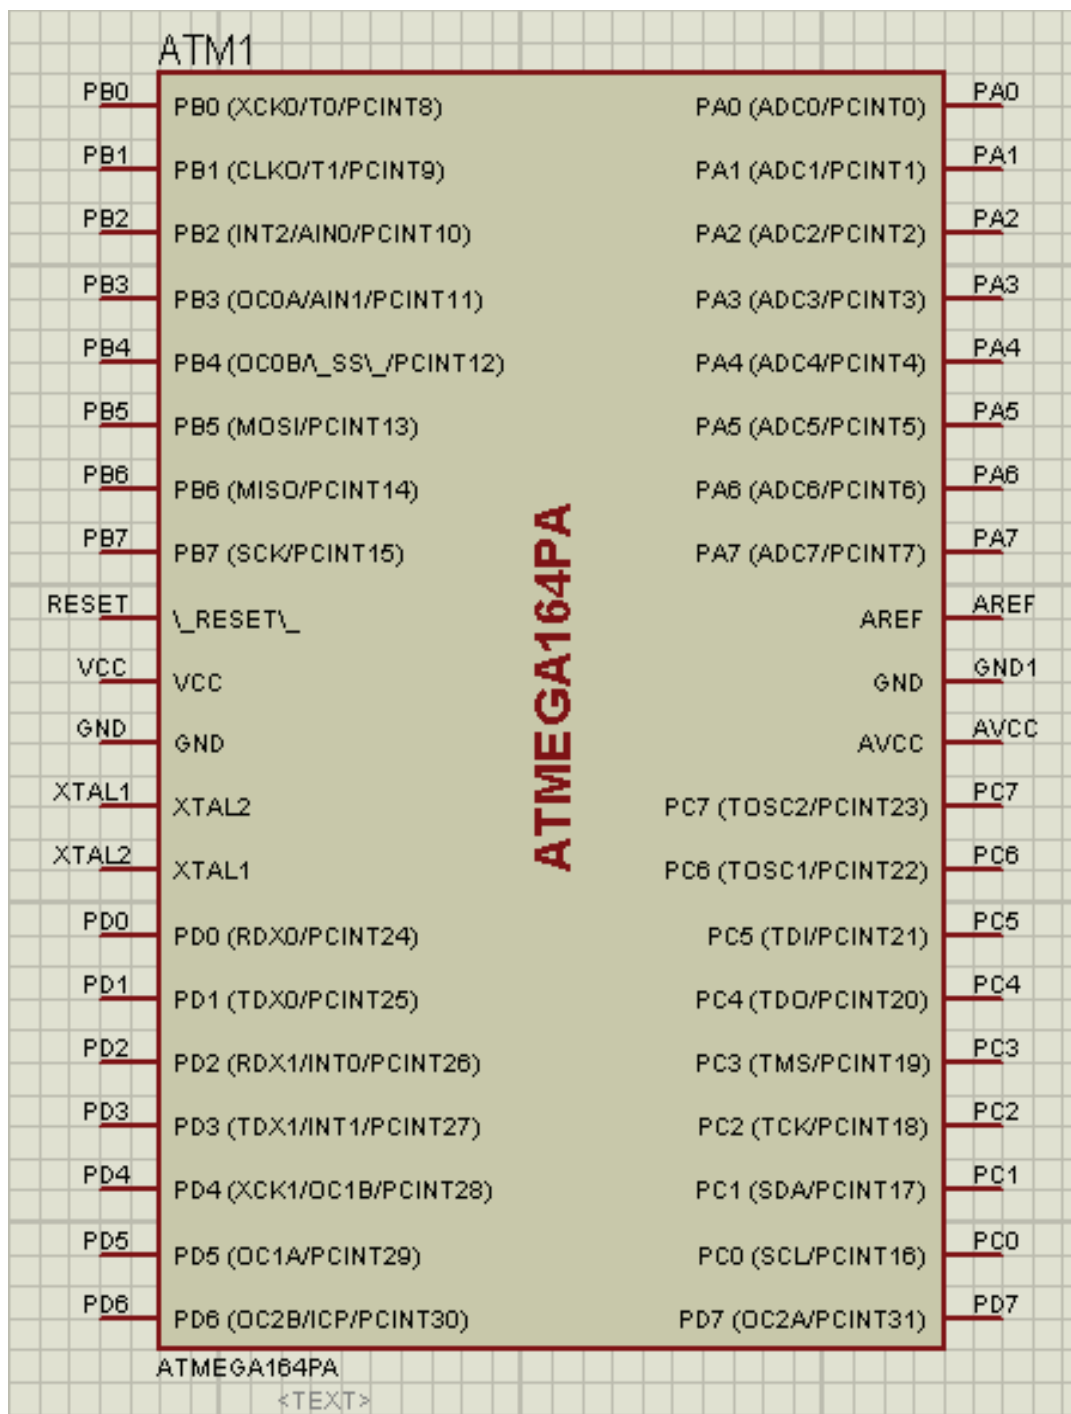 ATM1
PB0 PB0 (XCK0/T0/PCINT8) PA0 (ADC0/PCINT0) PA0
PB1 PB1 (CLKO/T1/PCINT9) PA1 (ADC1/PCINT1) PA1
PB2 PB2 (INT2/AIN0/PCINT10) PA2 (ADC2/PCINT2) PA2
PB3 PB3 (OC0A/AIN1/PCINT11) PA3 (ADC3/PCINT3) PA3
PB4 PB4 (OC0B/\_SS\_/PCINT12) PA4 (ADC4/PCINT4) PA4
PB5 PB5 (MOSI/PCINT13) PA5 (ADC5/PCINT5) PA5
PB6 PB6 (MISO/PCINT14) PA6 (ADC6/PCINT6) PA6
PB7 PB7 (SCK/PCINT15) PA7 (ADC7/PCINT7) PA7
RESET \_RESET\_ AREF AREF
VCC VCC GND GND1
GND GND AVCC AVCC
XTAL1 XTAL2 PC7 (TOSC2/PCINT23) PC7
XTAL2 XTAL1 PC6 (TOSC1/PCINT22) PC6
PD0 PD0 (RDX0/PCINT24) PC5 (TDI/PCINT21) PC5
PD1 PD1 (TDX0/PCINT25) PC4 (TDO/PCINT20) PC4
PD2 PD2 (RDX1/INT0/PCINT26) PC3 (TMS/PCINT19) PC3
PD3 PD3 (TDX1/INT1/PCINT27) PC2 (TCK/PCINT18) PC2
PD4 PD4 (XCK1/OC1B/PCINT28) PC1 (SDA/PCINT17) PC1
PD5 PD5 (OC1A/PCINT29) PC0 (SCL/PCINT16) PC0
PD6 PD6 (OC2B/ICP/PCINT30) PD7 (OC2A/PCINT31) PD7
ATMEGA164PA
ATMEGA164PA
<TEXT>